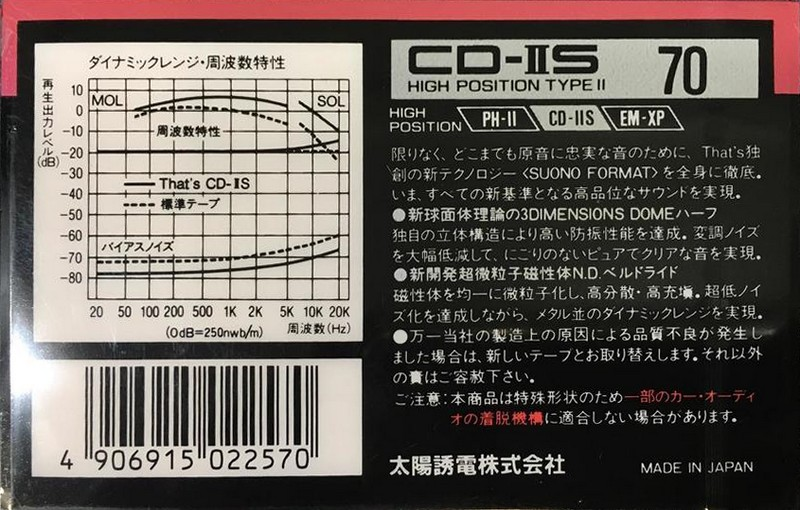 ダイナミックレンジ・周波数特性
再生出力レベル(dB)
10
0
-10
-20
-30
-40
-50
-60
-70
-80
MOL
SOL
周波数特性
That's CD-IIS
標準テープ
バイアスノイズ
20 50 100 200 500 1K 2K 5K 10K 20K
(0dB=250nwb/m) 周波数(Hz)
4 906915 022570
CD-IIS
HIGH POSITION TYPE II
70
HIGH POSITION PH-II CD-IIS EM-XP
限りなく、どこまでも原音に忠実な音のために、That's独
創の新テクノロジー〈SUONO FORMAT〉を全身に徹底。
いま、すべての新基準となる高品位なサウンドを実現。
●新球面体理論の3DIMENSIONS DOMEハーフ
独自の立体構造により高い防振性能を達成。変調ノイズ
を大幅低減して、にごりのないピュアでクリアな音を実現。
●新開発超微粒子磁性体N.D.ベルドライド
磁性体を均一に微粒子化し、高分散・高充塡。超低ノイ
ズ化を達成しながら、メタル並のダイナミックレンジを実現。
●万一当社の製造上の原因による品質不良が発生し
ました場合は、新しいテープとお取り替えします。それ以外
の責はご容赦下さい。
ご注意:本商品は特殊形状のため一部のカー・オーディ
オの着脱機構に適合しない場合があります。
太陽誘電株式会社
MADE IN JAPAN